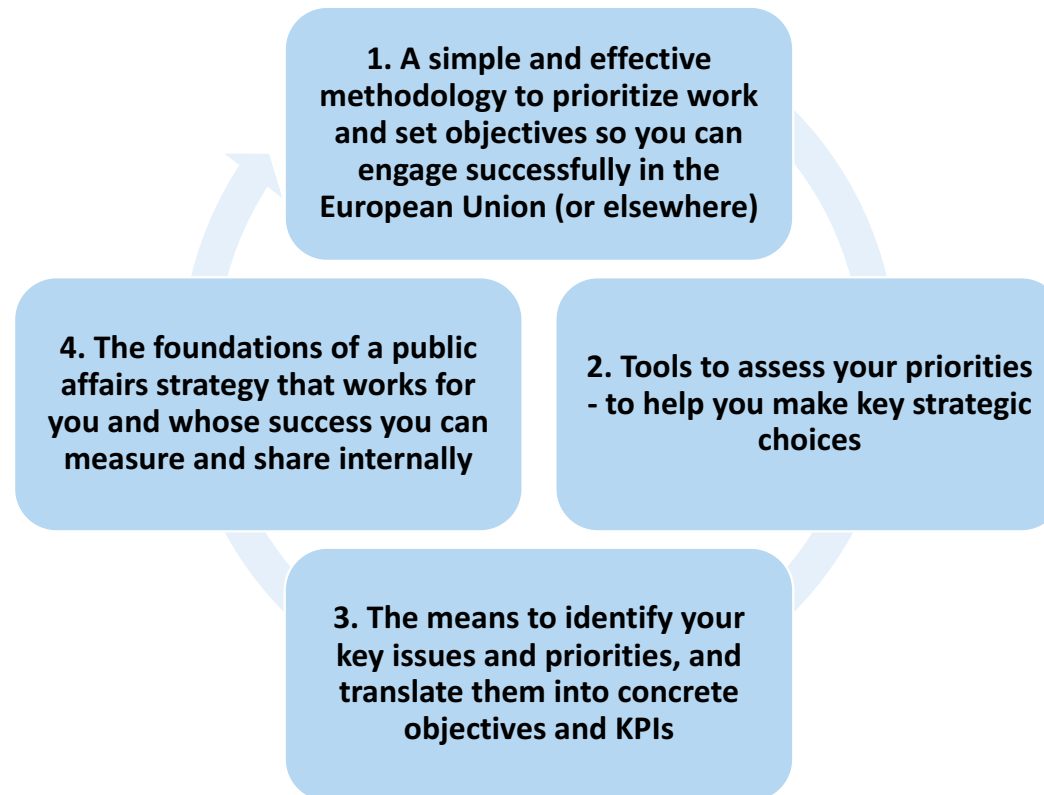 1. A simple and effective
methodology to prioritize work
and set objectives so you can
engage successfully in the
European Union (or elsewhere)
2. Tools to assess your priorities
- to help you make key strategic
choices
3. The means to identify your
key issues and priorities, and
translate them into concrete
objectives and KPIs
4. The foundations of a public
affairs strategy that works for
you and whose success you can
measure and share internally